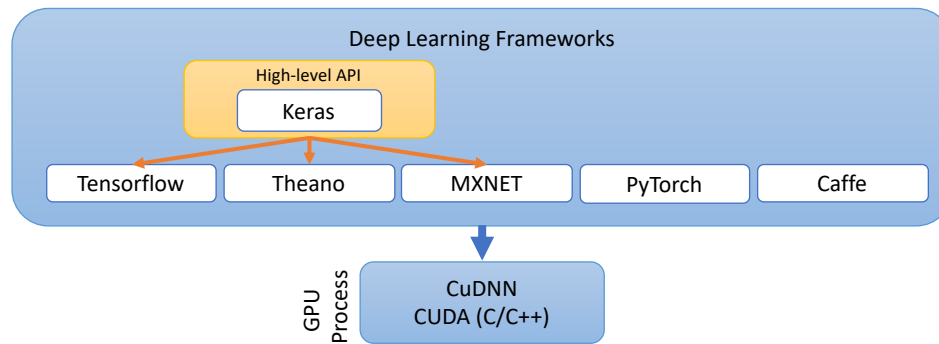 Deep Learning Frameworks
High-level API
Keras
Tensorflow
Theano
MXNET
PyTorch
Caffe
GPU
Process
CuDNN
CUDA (C/C++)